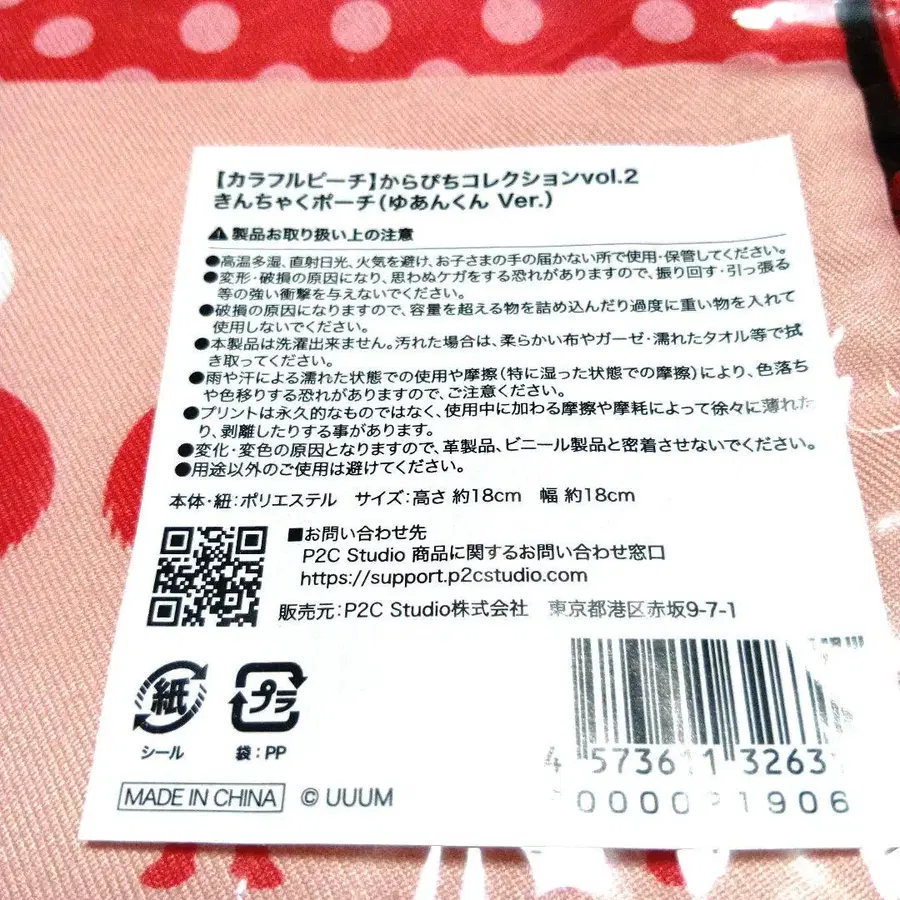 【カラフルピーチ】からぴちコレクションvol.2
きんちゃくポーチ(ゆあんくん Ver.)
製品お取り扱い上の注意
●高温多湿、直射日光、火気を避け、お子さまの手の届かない所で使用・保管してください。
●変形・破損の原因になり、思わぬケガをする恐れがありますので、振り回す・引っ張る
等の強い衝撃を与えないでください。
●破損の原因になりますので、容量を超える物を詰め込んだり過度に重い物を入れて
使用しないでください。
●本製品は洗濯出来ません。汚れた場合は、柔らかい布やガーゼ・濡れたタオル等で拭
き取ってください。
●雨や汗による濡れた状態での使用や摩擦(特に湿った状態での摩擦)により、色落ち
や色移りする恐れがありますので、ご注意ください。
●プリントは永久的なものではなく、使用中に加わる摩擦や摩耗によって徐々に薄れた
り、剥離したりする事があります。
●変化・変色の原因となりますので、革製品、ビニール製品と密着させないでください。
●用途以外のご使用は避けてください。
本体・紐:ポリエステル サイズ:高さ 約18cm 幅 約18cm
■お問い合わせ先
P2C Studio 商品に関するお問い合わせ窓口
https://support.p2cstudio.com
販売元:P2C Studio株式会社 東京都港区赤坂9-7-1
紙
シール
プラ
袋:PP
4 573611 32631
MADE IN CHINA
© UUUM